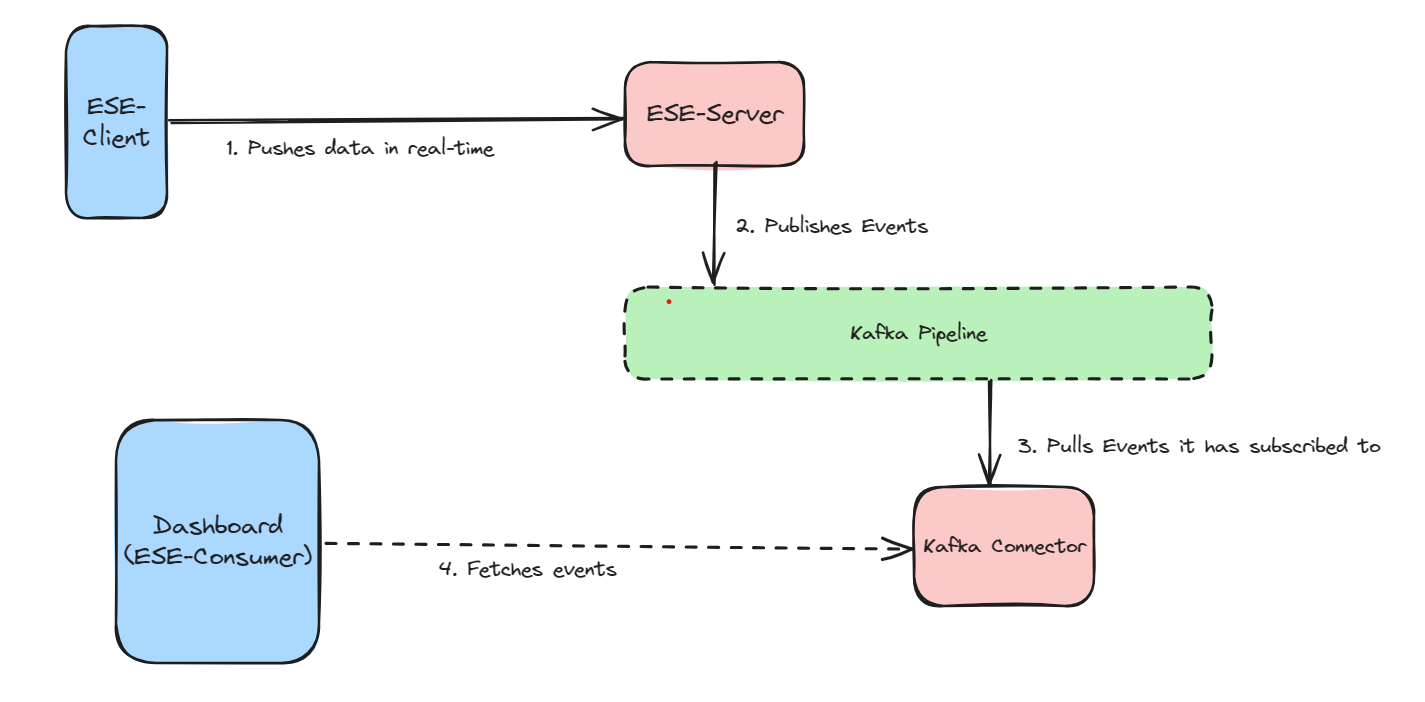 ESE-
Client
1. Pushes data in real-time
ESE-Server
2. Publishes Events
Kafka Pipeline
3. Pulls Events it has subscribed to
Dashboard
(ESE-Consumer)
4. Fetches events
Kafka Connector